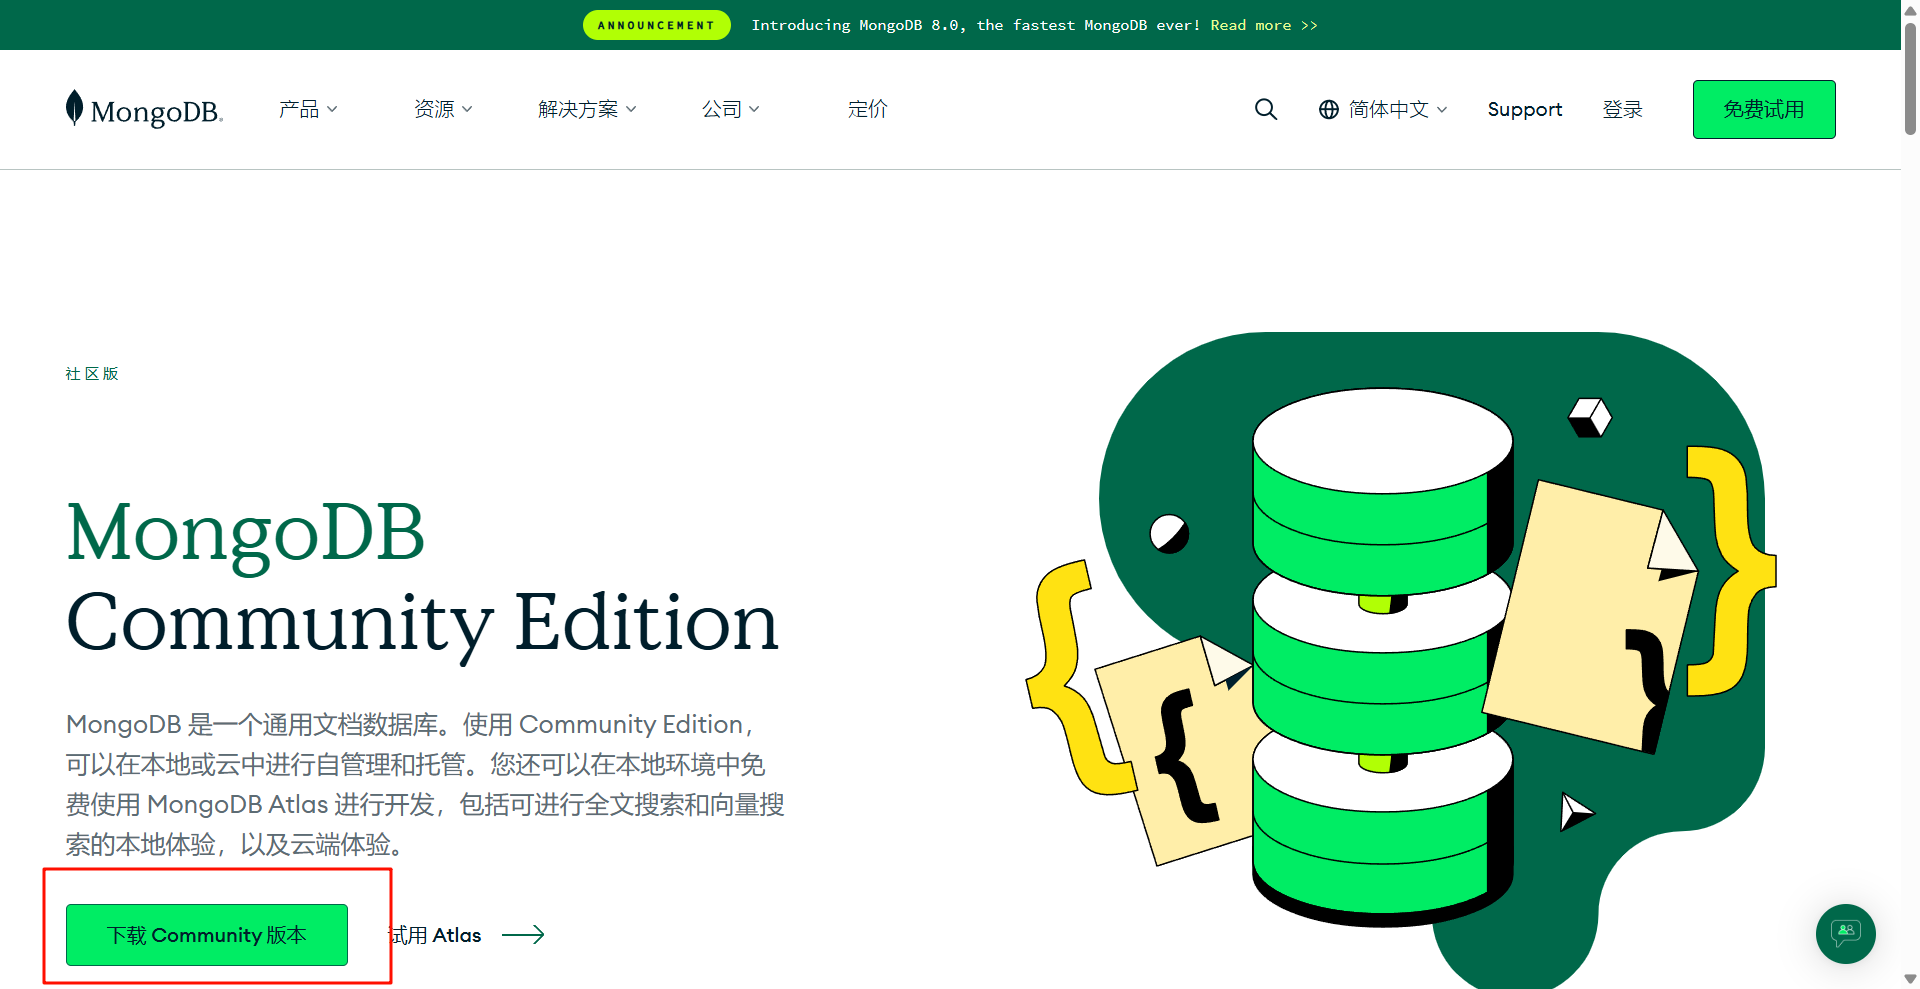 ANNOUNCEMENT Introducing MongoDB 8.0, the fastest MongoDB ever! Read more >>
MongoDB. 产品 资源 解决方案 公司 定价 简体中文 Support 登录 免费试用
社区版
MongoDB
Community Edition
MongoDB 是一个通用文档数据库。使用 Community Edition，
可以在本地或云中进行自管理和托管。您还可以在本地环境中免
费使用 MongoDB Atlas 进行开发，包括可进行全文搜索和向量搜
索的本地体验，以及云端体验。
下载 Community 版本 试用 Atlas